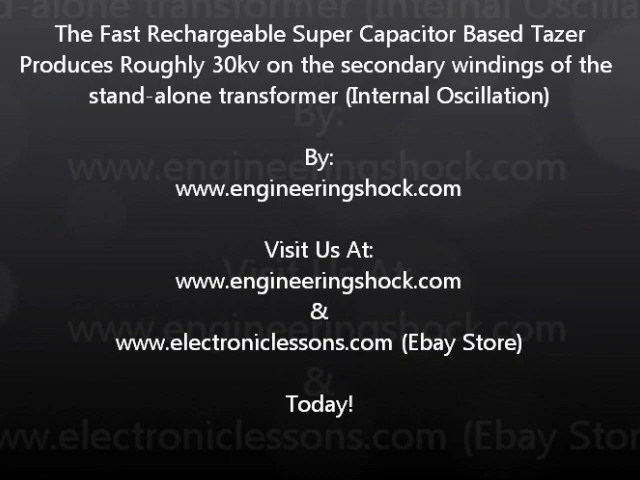 The Fast Rechargeable Super Capacitor Based Tazer
Produces Roughly 30kv on the secondary windings of the
stand-alone transformer (Internal Oscillation)
By:
www.engineeringshock.com
Visit Us At:
www.engineeringshock.com
&
www.electroniclessons.com (Ebay Store)
Today!